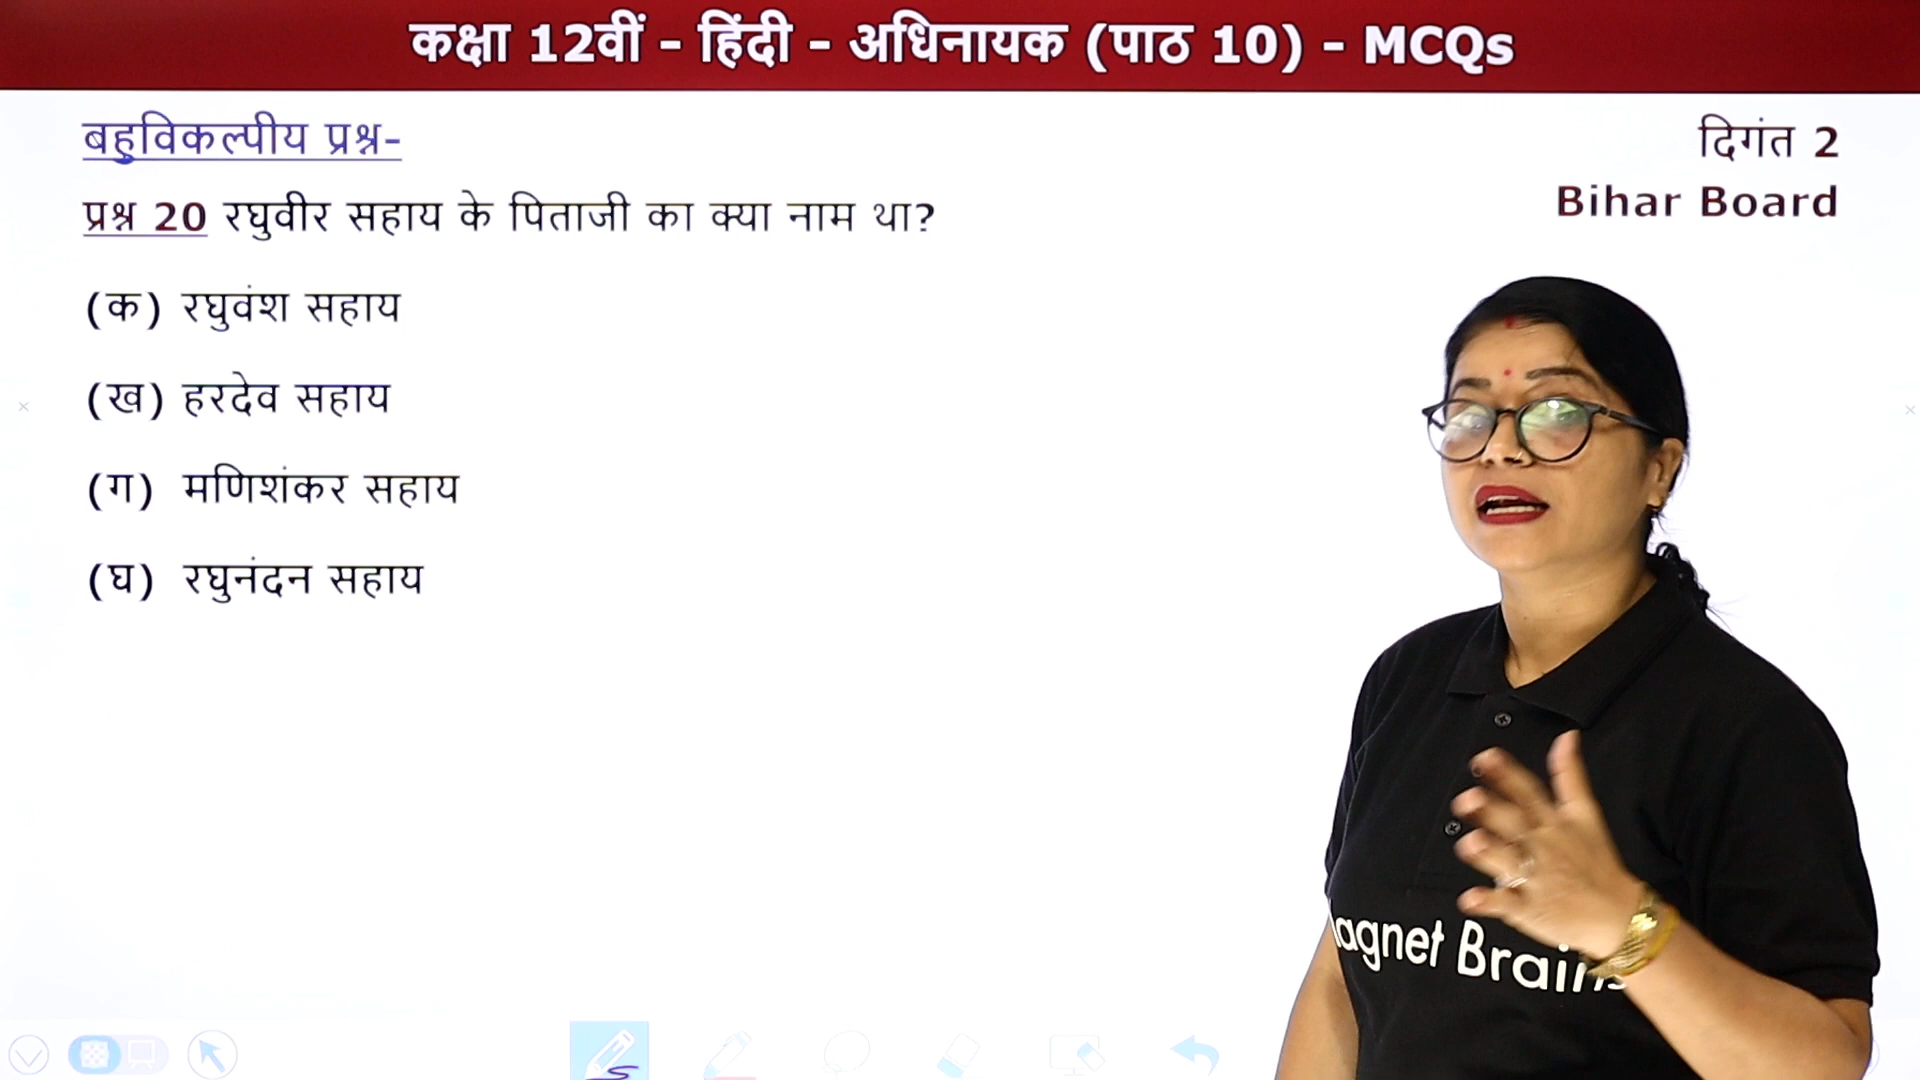 कक्षा 12वीं - हिंदी - अधिनायक (पाठ 10) - MCQs
बहुविकल्पीय प्रश्न-
दिगंत 2
Bihar Board
प्रश्न 20 रघुवीर सहाय के पिताजी का क्या नाम था?
(क) रघुवंश सहाय
(ख) हरदेव सहाय
(ग) मणिशंकर सहाय
(घ) रघुनंदन सहाय
agnet Brains